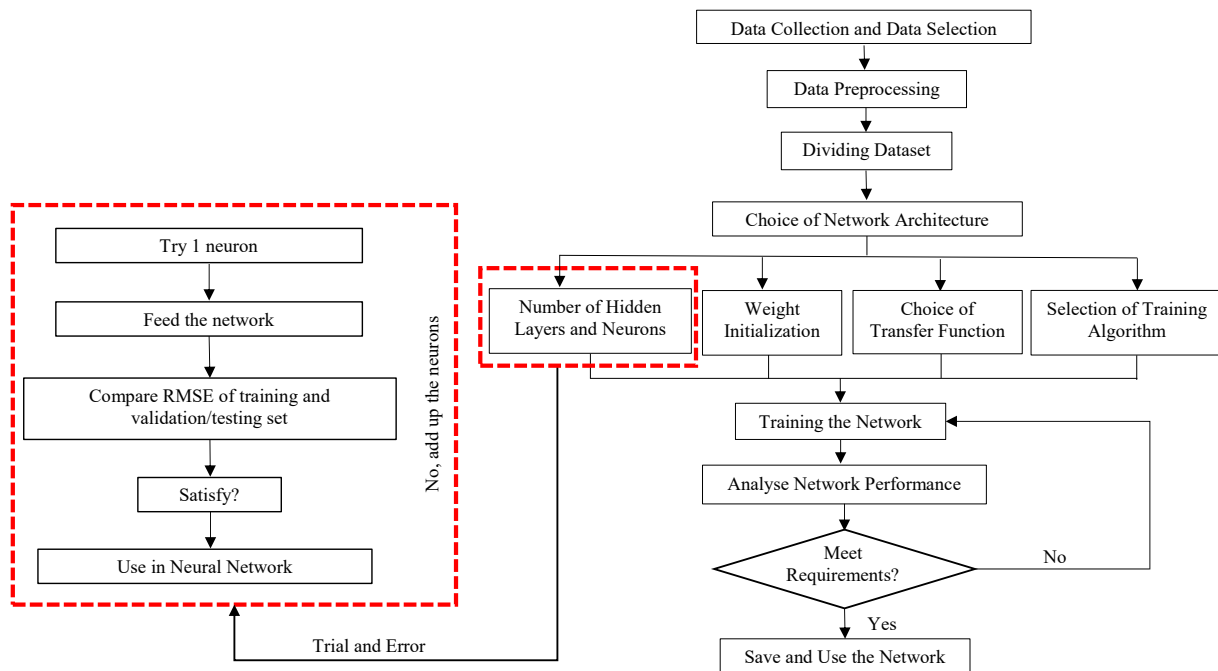 Data Collection and Data Selection
Data Preprocessing
Dividing Dataset
Choice of Network Architecture
Number of Hidden
Layers and Neurons
Weight
Initialization
Choice of
Transfer Function
Selection of Training
Algorithm
Training the Network
Analyse Network Performance
Meet
Requirements?
No
Yes
Save and Use the Network
Trial and Error
Try 1 neuron
Feed the network
Compare RMSE of training and
validation/testing set
Satisfy?
Use in Neural Network
No, add up the neurons